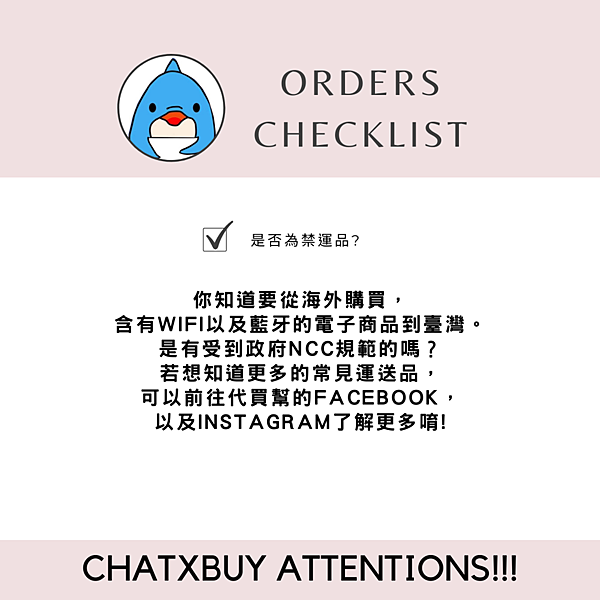 ORDERS
CHECKLIST
是否為禁運品?
你知道要從海外購買，
含有WIFI以及藍牙的電子商品到臺灣。
是有受到政府NCC規範的嗎？
若想知道更多的常見運送品，
可以前往代買幫的FACEBOOK，
以及INSTAGRAM了解更多唷!
CHATXBUY ATTENTIONS!!!